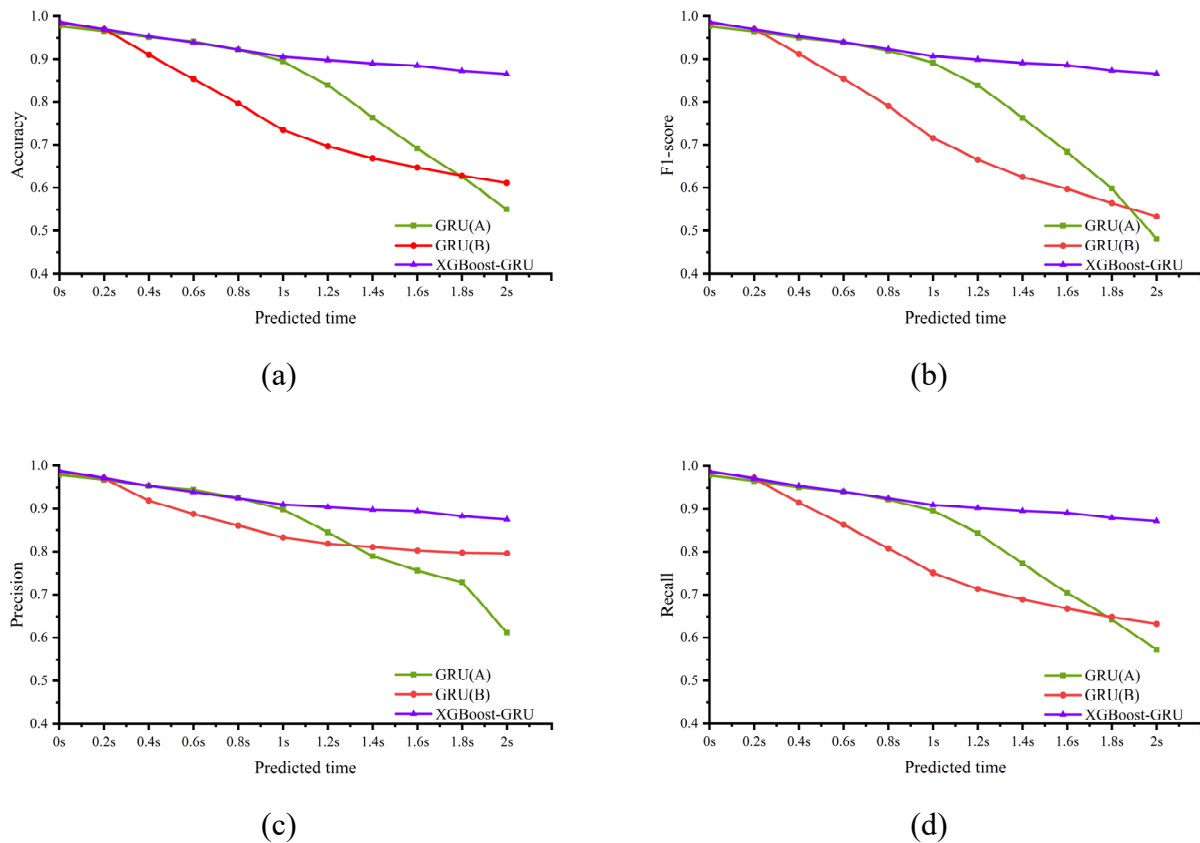 1.0
0.9
0.8
0.7
0.6
0.5
0.4
Accuracy
GRU(A)
GRU(B)
XGBoost-GRU
0s 0.2s 0.4s 0.6s 0.8s 1s 1.2s 1.4s 1.6s 1.8s 2s
Predicted time
(a)
1.0
0.9
0.8
0.7
0.6
0.5
0.4
F1-score
GRU(A)
GRU(B)
XGBoost-GRU
0s 0.2s 0.4s 0.6s 0.8s 1s 1.2s 1.4s 1.6s 1.8s 2s
Predicted time
(b)
1.0
0.9
0.8
0.7
0.6
0.5
0.4
Precision
GRU(A)
GRU(B)
XGBoost-GRU
0s 0.2s 0.4s 0.6s 0.8s 1s 1.2s 1.4s 1.6s 1.8s 2s
Predicted time
(c)
1.0
0.9
0.8
0.7
0.6
0.5
0.4
Recall
GRU(A)
GRU(B)
XGBoost-GRU
0s 0.2s 0.4s 0.6s 0.8s 1s 1.2s 1.4s 1.6s 1.8s 2s
Predicted time
(d)